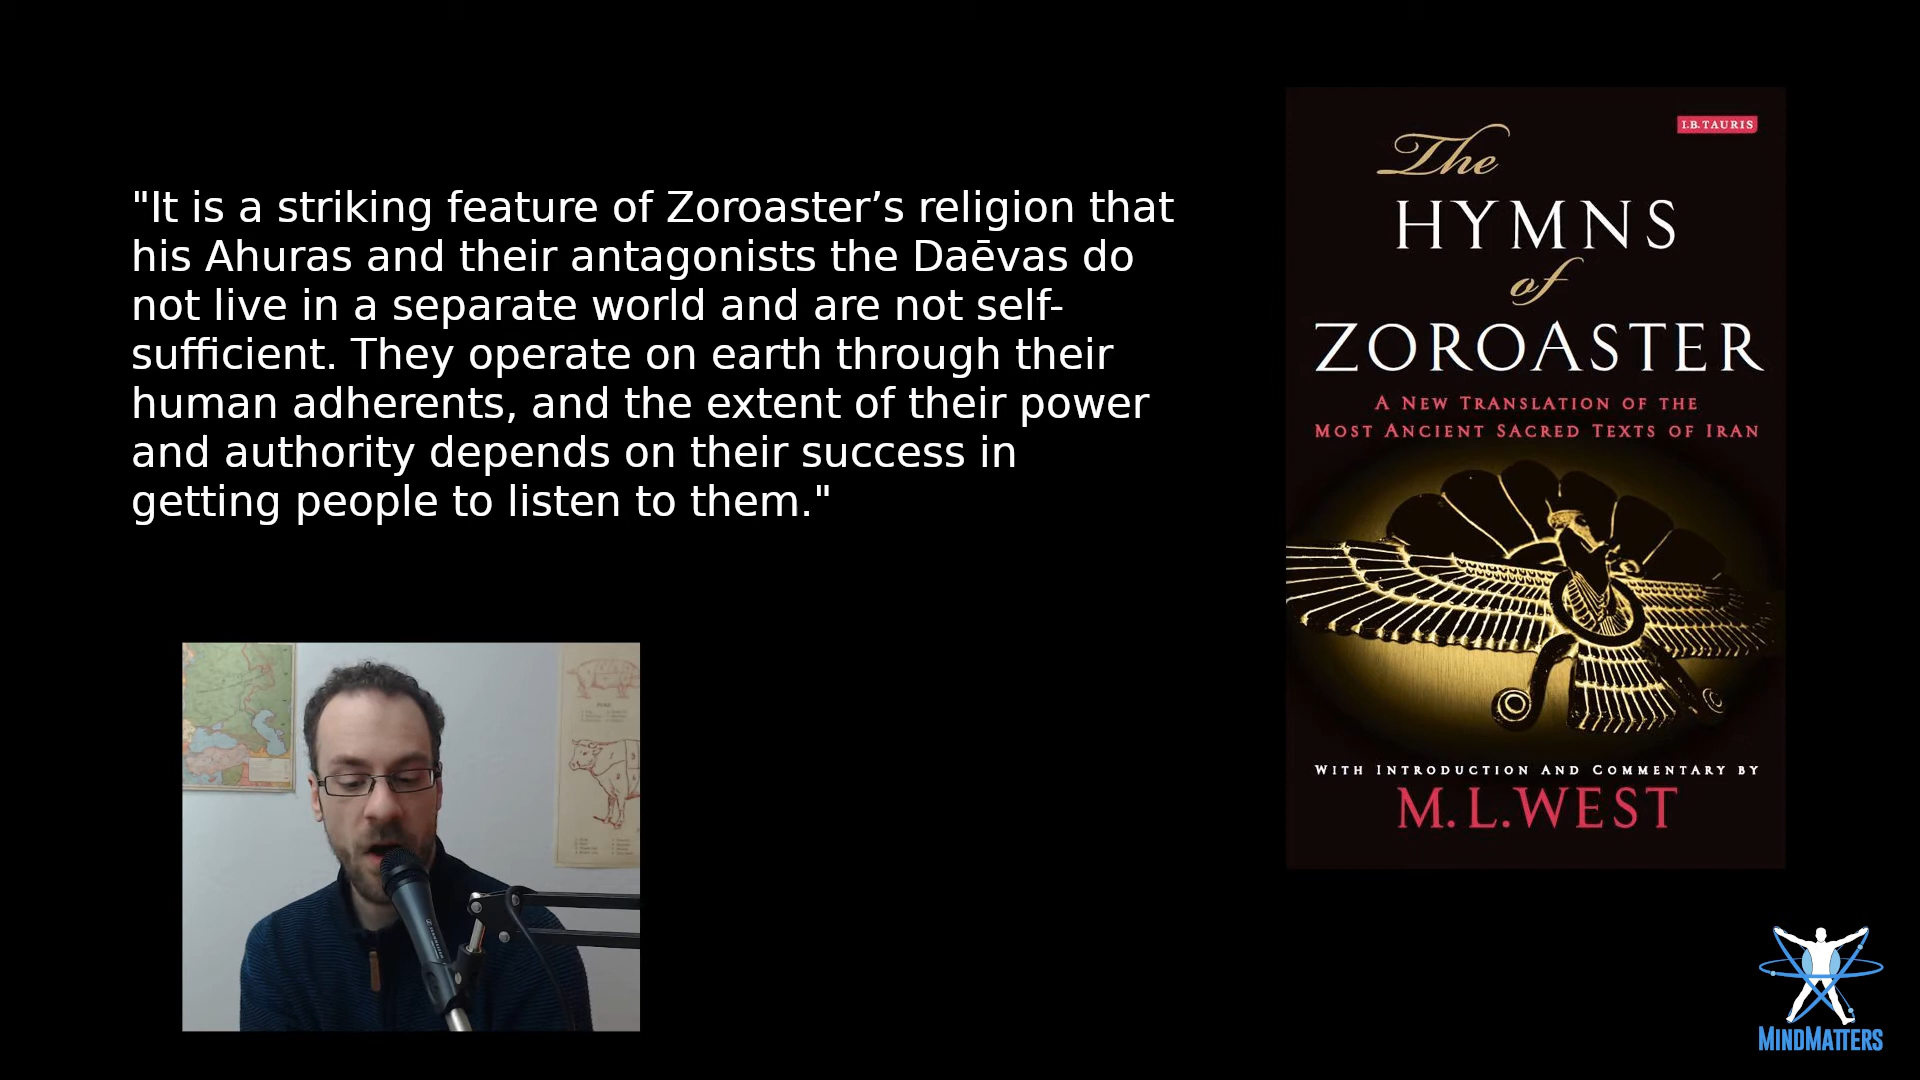 "It is a striking feature of Zoroaster’s religion that
his Ahuras and their antagonists the Daēvas do
not live in a separate world and are not self-
sufficient. They operate on earth through their
human adherents, and the extent of their power
and authority depends on their success in
getting people to listen to them."
I.B.TAURIS
The
HYMNS
of
ZOROASTER
A NEW TRANSLATION OF THE
MOST ANCIENT SACRED TEXTS OF IRAN
WITH INTRODUCTION AND COMMENTARY BY
M. L. WEST
MINDMATTERS